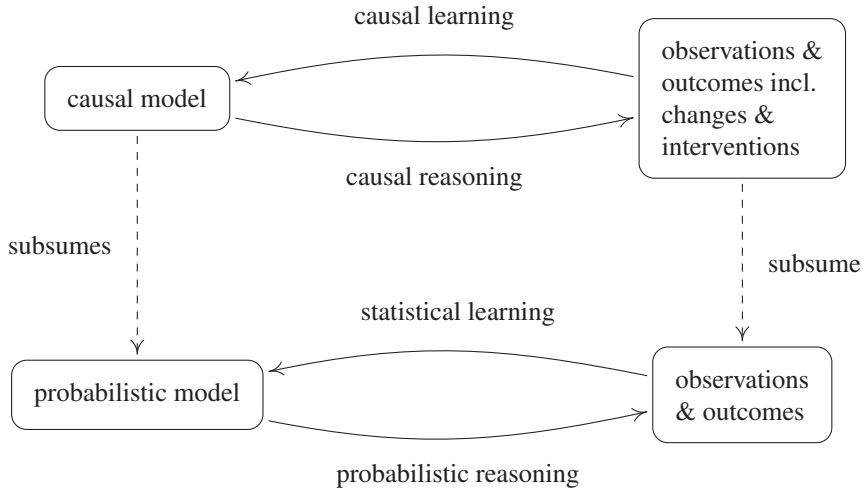 causal learning
causal model
observations &
outcomes incl.
changes &
interventions
causal reasoning
subsumes
subsume
statistical learning
probabilistic model
observations
& outcomes
probabilistic reasoning